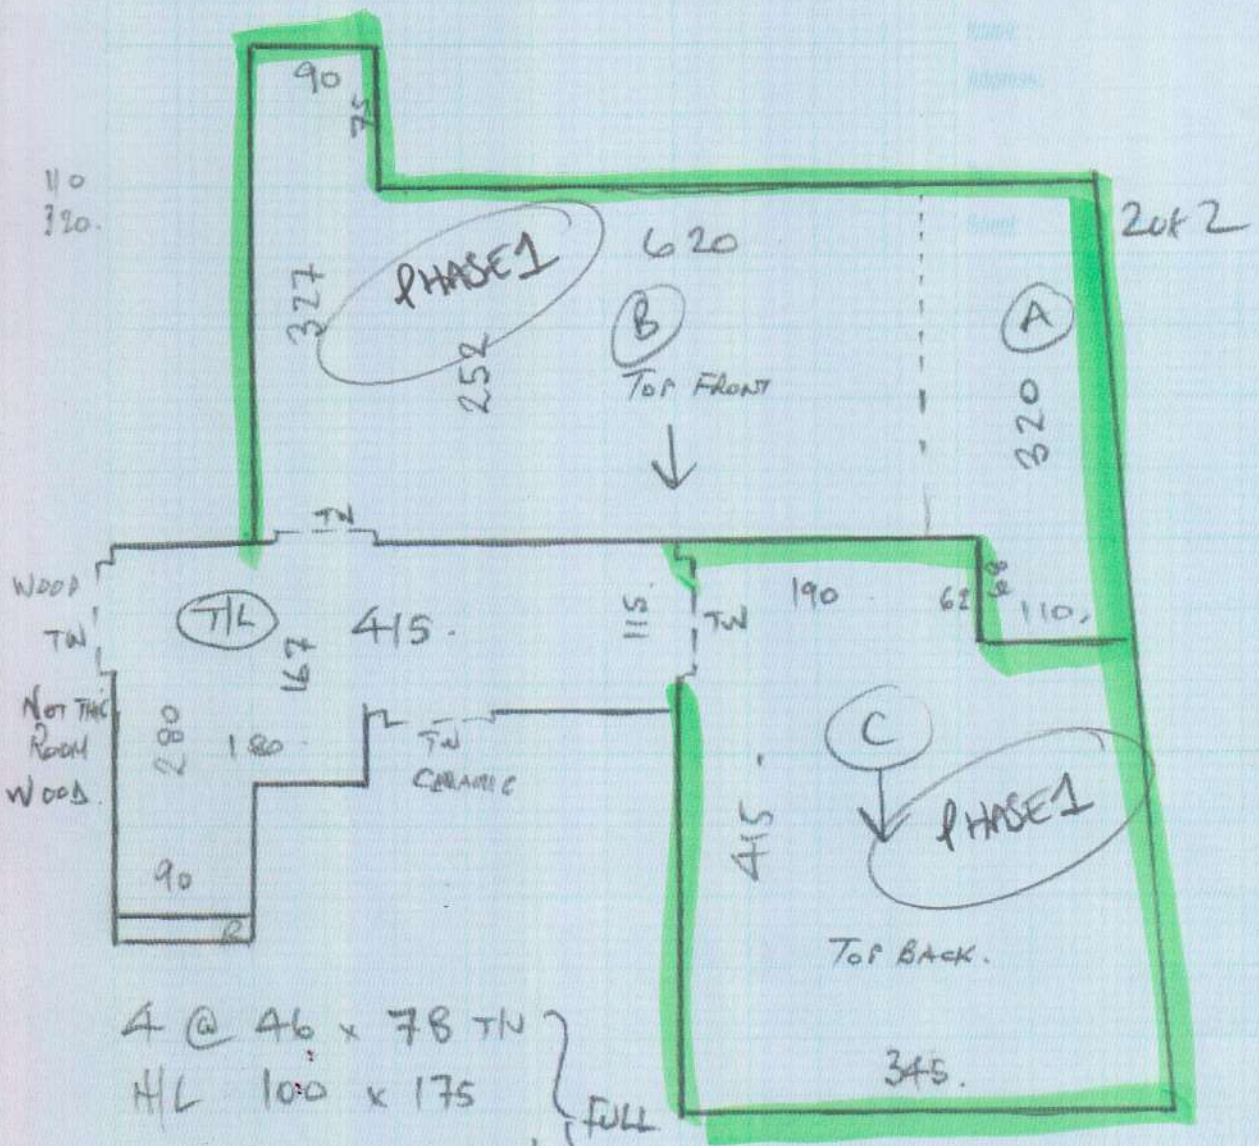 90
75
110
320.
2 of 2
620
PHASE1
327
B
A
252
TOP FRONT
320
TW
WOOD
TW
T/L
415.
115.
TW
190
62
110,
167
NOT THIS
ROOM
WOOD.
280
180
TW
CERAMIC
C
415.
PHASE1
90
R
TOP BACK.
4 @ 46 x 78 TW
H/L 100 x 175
FULL
345.